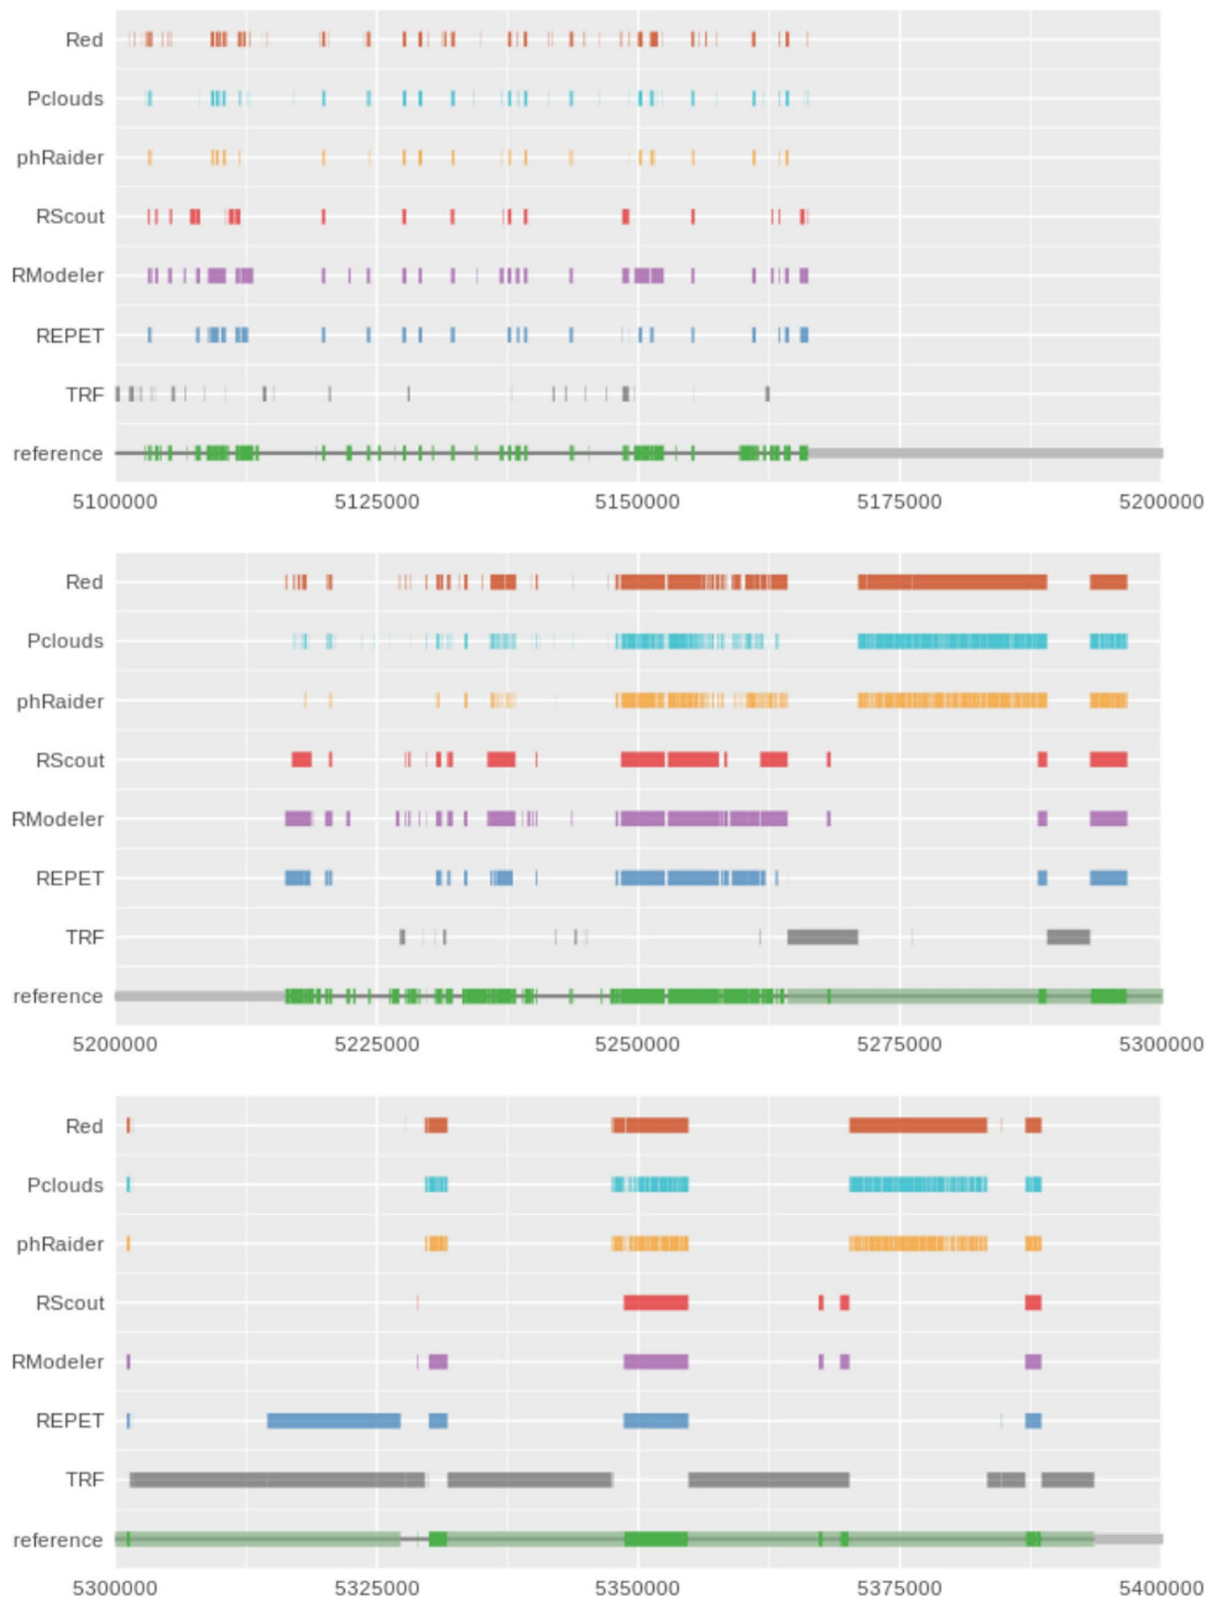 Red
Pclouds
phRaider
RScout
RModeler
REPET
TRF
reference
5100000 5125000 5150000 5175000 5200000
Red
Pclouds
phRaider
RScout
RModeler
REPET
TRF
reference
5200000 5225000 5250000 5275000 5300000
Red
Pclouds
phRaider
RScout
RModeler
REPET
TRF
reference
5300000 5325000 5350000 5375000 5400000